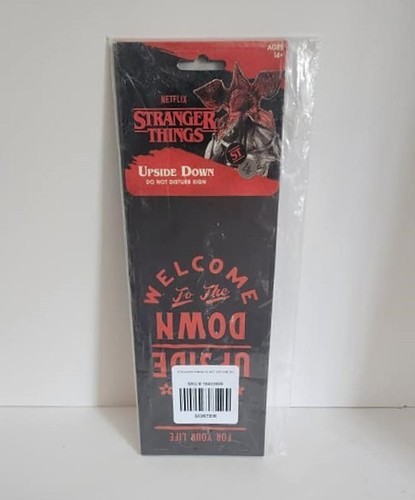 AGES
14+
NETFLIX
STRANGER
THINGS
ST
UPSIDE DOWN
DO NOT DISTURB SIGN
WELCOME
To The
DOWN
UPSIDE
FOR YOUR LIFE